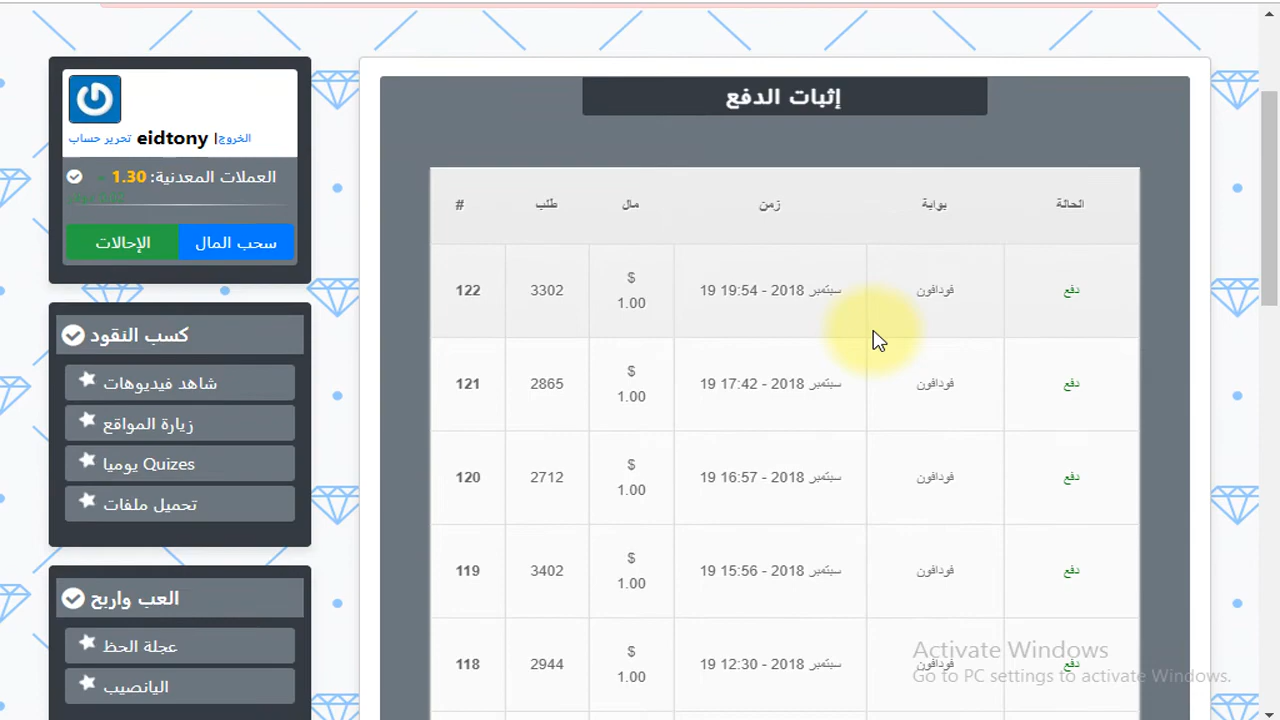 إثبات الدفع
الخروج| eidtony تحرير حساب
العملات المعدنية: 1.30
سحب المال
الإحالات
كسب النقود
شاهد فيديوهات
زيارة المواقع
Quizes يوميا
تحميل ملفات
العب واربح
عجلة الحظ
اليانصيب
# طلب مال زمن بوابة الحالة
122 3302 $ 1.00 19 سبتمبر 2018 - 19:54 فودافون دفع
121 2865 $ 1.00 19 سبتمبر 2018 - 17:42 فودافون دفع
120 2712 $ 1.00 19 سبتمبر 2018 - 16:57 فودافون دفع
119 3402 $ 1.00 19 سبتمبر 2018 - 15:56 فودافون دفع
118 2944 $ 1.00 19 سبتمبر 2018 - 12:30 فودافون دفع
Activate Windows
Go to PC settings to activate Windows.